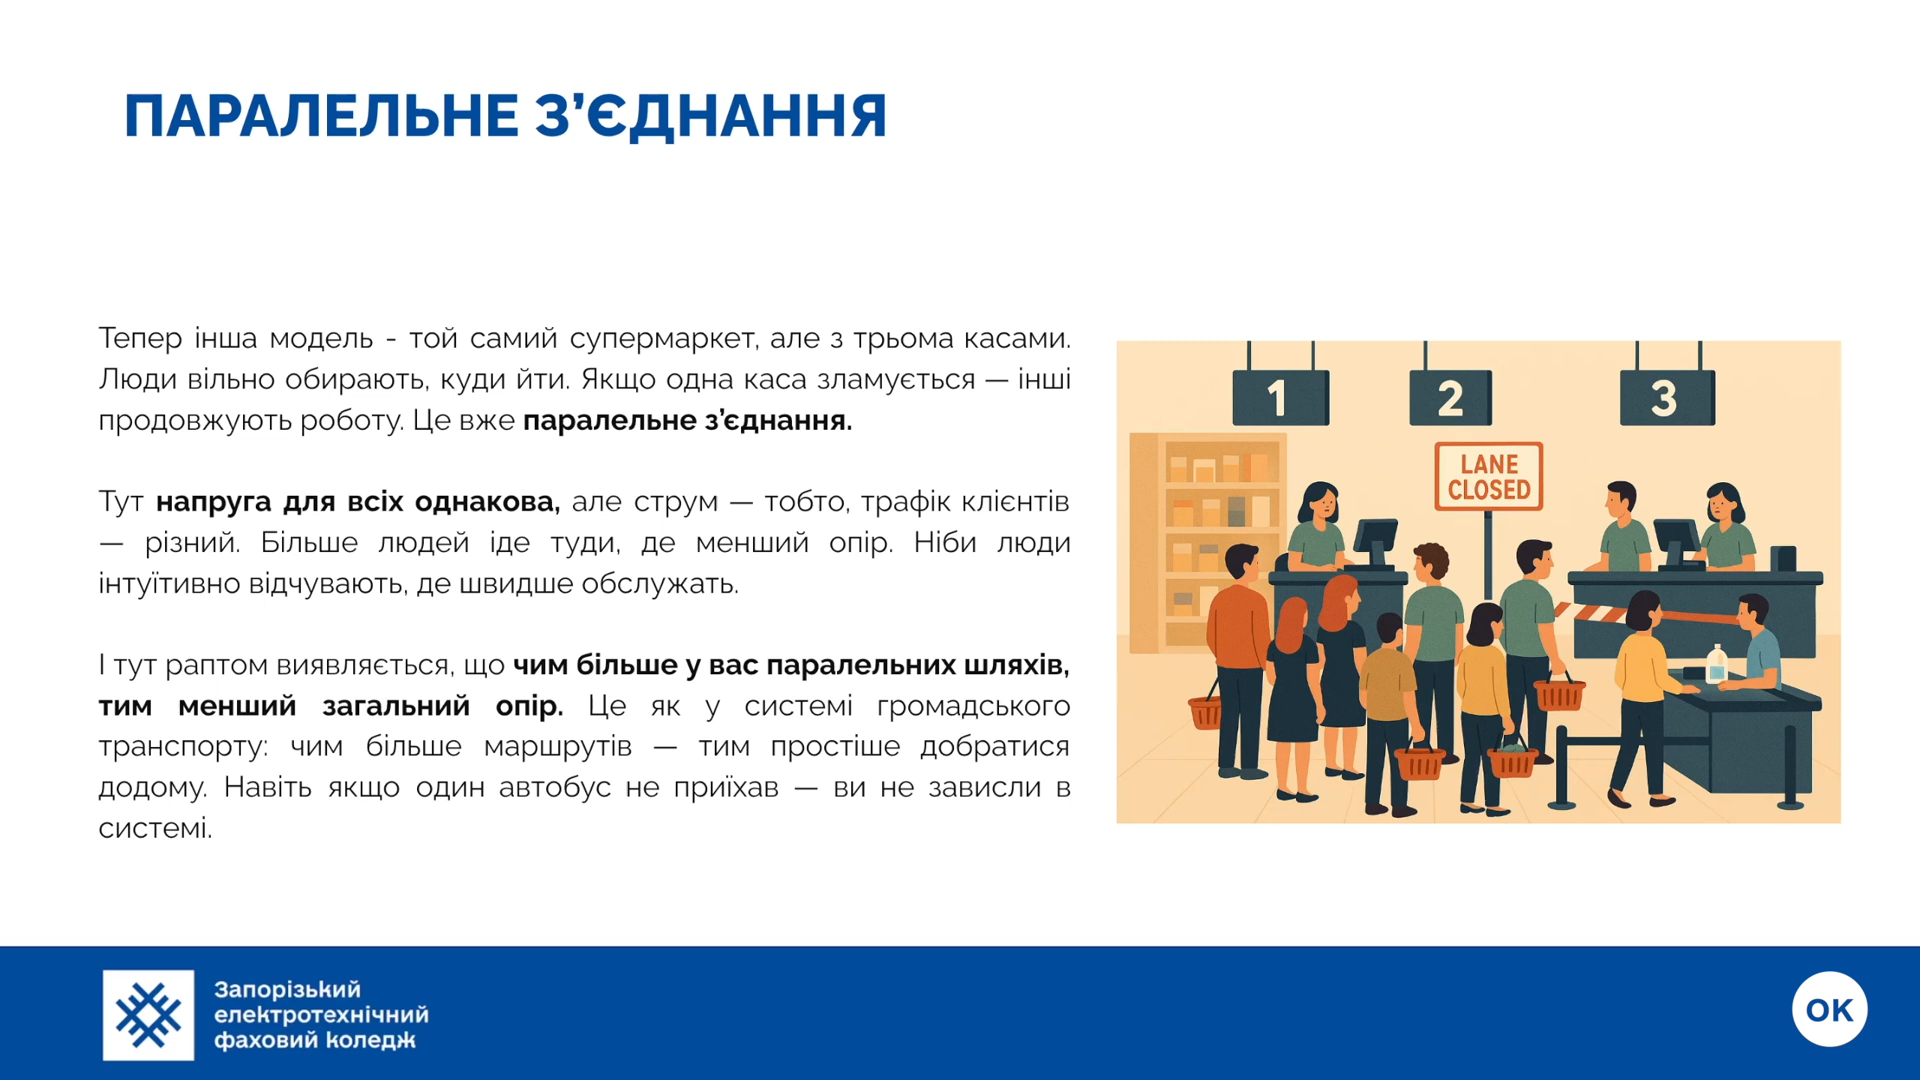 ПАРАЛЕЛЬНЕ З’ЄДНАННЯ
Тепер інша модель - той самий супермаркет, але з трьома касами.
Люди вільно обирають, куди йти. Якщо одна каса зламується — інші
продовжують роботу. Це вже паралельне з’єднання.
Тут напруга для всіх однакова, але струм — тобто, трафік клієнтів
— різний. Більше людей іде туди, де менший опір. Ніби люди
інтуїтивно відчувають, де швидше обслужать.
І тут раптом виявляється, що чим більше у вас паралельних шляхів,
тим менший загальний опір. Це як у системі громадського
транспорту: чим більше маршрутів — тим простіше добратися
додому. Навіть якщо один автобус не приїхав — ви не зависли в
системі.
1 2 3
LANE
CLOSED
Запорізький
електротехнічний
фаховий коледж
ОК